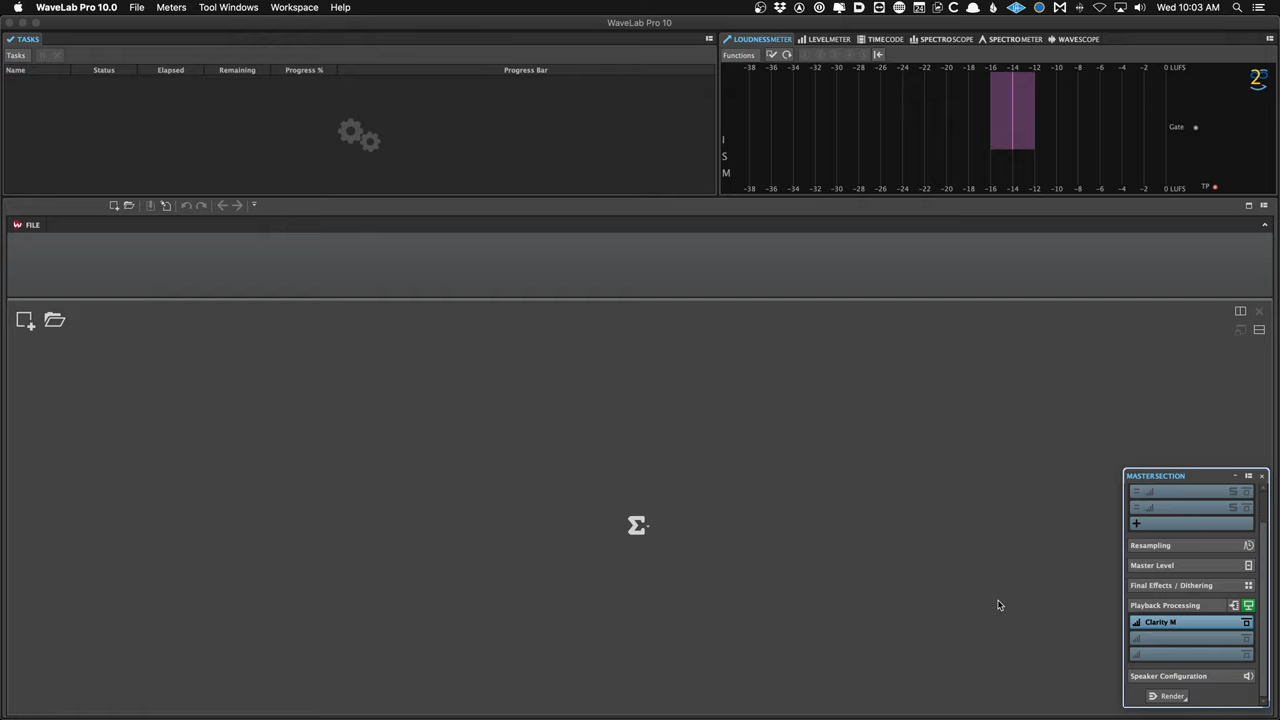 WaveLab Pro 10.0 File Meters Tool Windows Workspace Help Wed 10:03 AM
WaveLab Pro 10
TASKS LOUDNESSMETER LEVELMETER TIMECODE SPECTROSCOPE SPECTROMETER WAVESCOPE
Tasks Functions
Name Status Elapsed Remaining Progress % Progress Bar
-38 -36 -34 -32 -30 -28 -26 -24 -22 -20 -18 -16 -14 -12 -10 -8 -6 -4 -2 0 LUFS
2
Gate
I
S
M
TP
-38 -36 -34 -32 -30 -28 -26 -24 -22 -20 -18 -16 -14 -12 -10 -8 -6 -4 -2 0 LUFS
FILE
MASTERSECTION
Resampling
Master Level
Final Effects / Dithering
Playback Processing
Clarity M
Speaker Configuration
Render